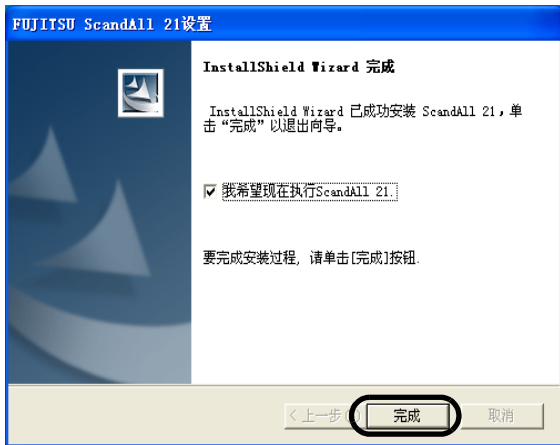 FUJITSU ScandAll 21设置
InstallShield Wizard 完成
InstallShield Wizard 已成功安装 ScandAll 21，单
击“完成”以退出向导。
我希望现在执行ScandAll 21.
要完成安装过程, 请单击[完成]按钮.
<上一步
完成
取消